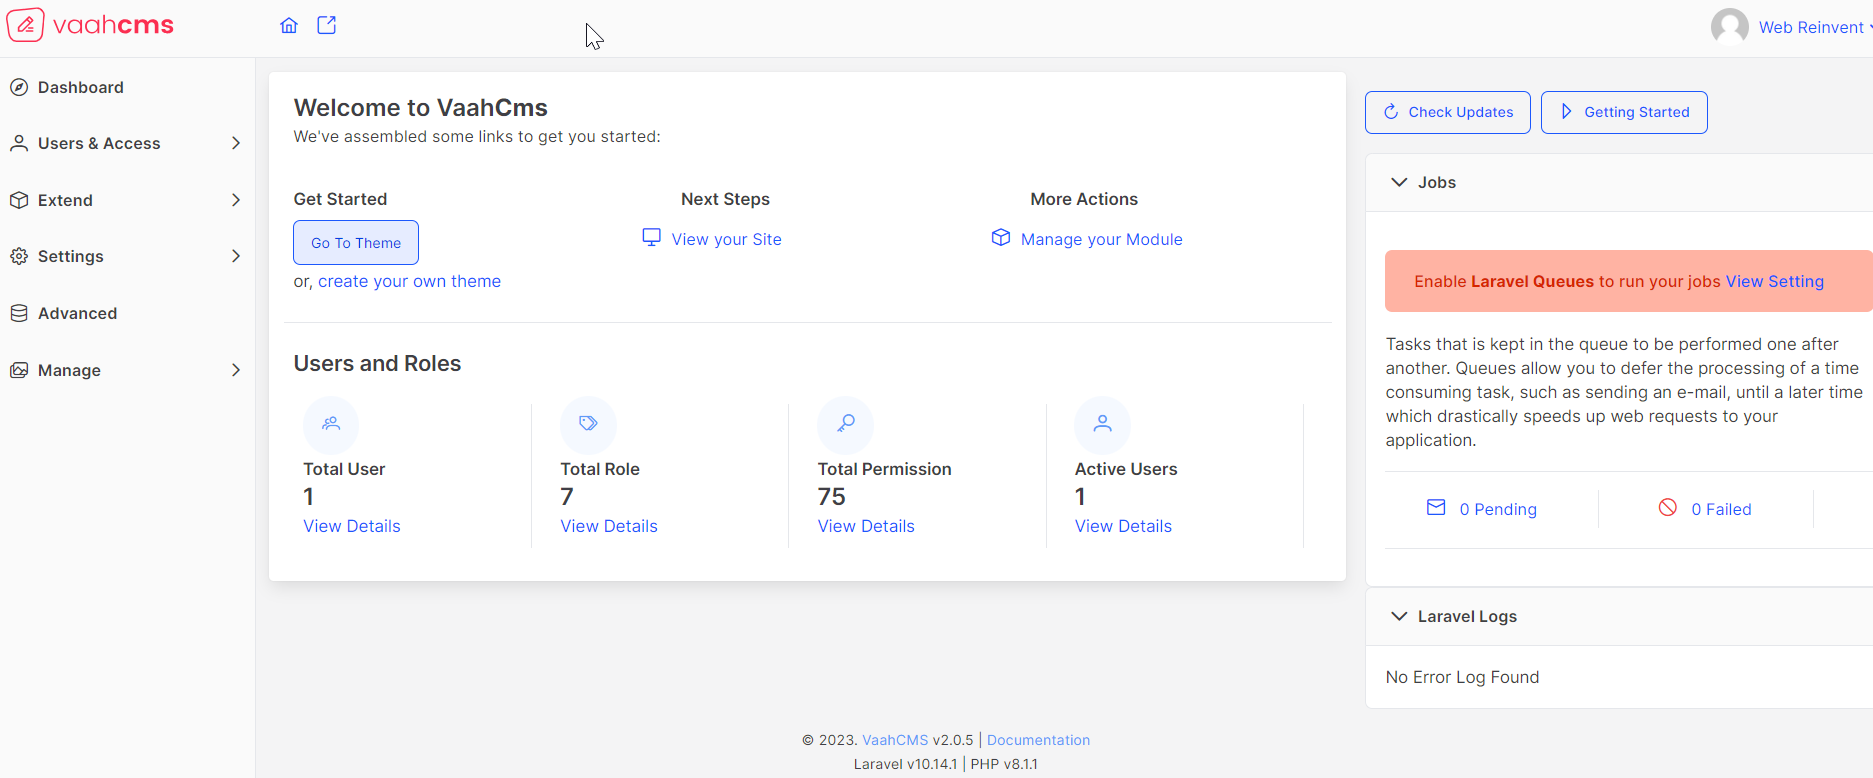 vaahcms
Web Reinvent
Dashboard
Users & Access
Extend
Settings
Advanced
Manage
Welcome to VaahCms
We've assembled some links to get you started:
Get Started
Go To Theme
or, create your own theme
Next Steps
View your Site
More Actions
Manage your Module
Users and Roles
Total User
1
View Details
Total Role
7
View Details
Total Permission
75
View Details
Active Users
1
View Details
Check Updates
Getting Started
Jobs
Enable Laravel Queues to run your jobs View Setting
Tasks that is kept in the queue to be performed one after
another. Queues allow you to defer the processing of a time
consuming task, such as sending an e-mail, until a later time
which drastically speeds up web requests to your
application.
0 Pending
0 Failed
Laravel Logs
No Error Log Found
© 2023. VaahCMS v2.0.5 | Documentation
Laravel v10.14.1 | PHP v8.1.1